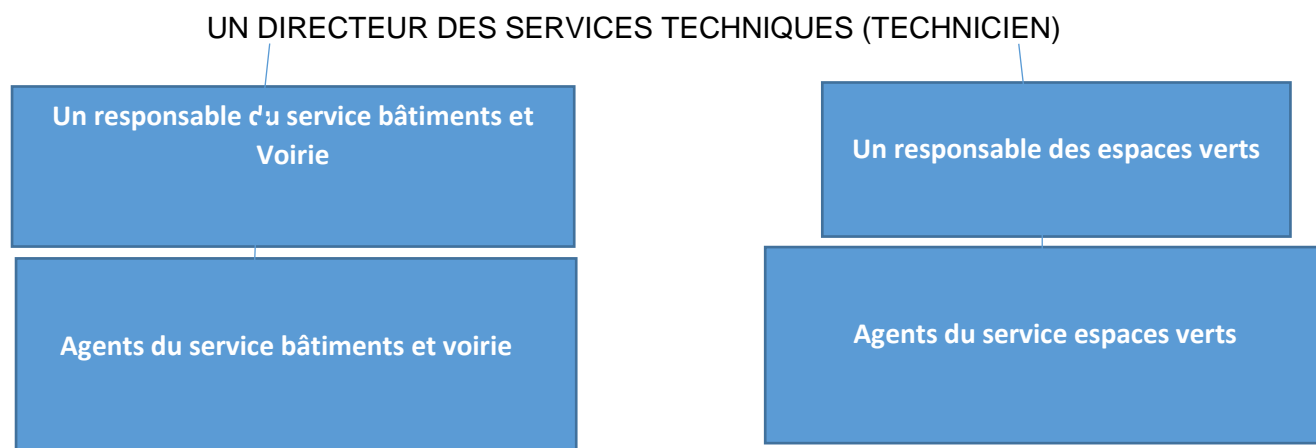 UN DIRECTEUR DES SERVICES TECHNIQUES (TECHNICIEN)
Un responsable du service bâtiments et
Voirie
Un responsable des espaces verts
Agents du service bâtiments et voirie
Agents du service espaces verts